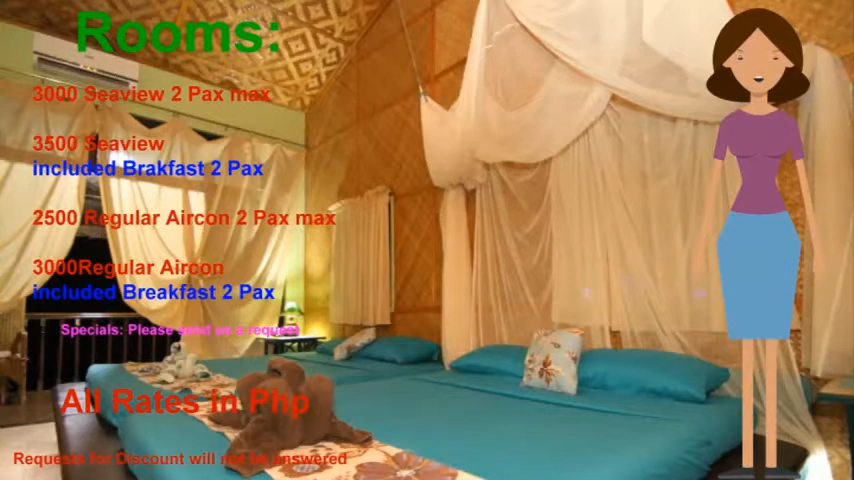 Rooms:
3000 Seaview 2 Pax max
3500 Seaview
included Brakfast 2 Pax
2500 Regular Aircon 2 Pax max
3000Regular Aircon
included Breakfast 2 Pax
Specials: Please send us a request
All Rates in Php
Requests for Discount will not be answered